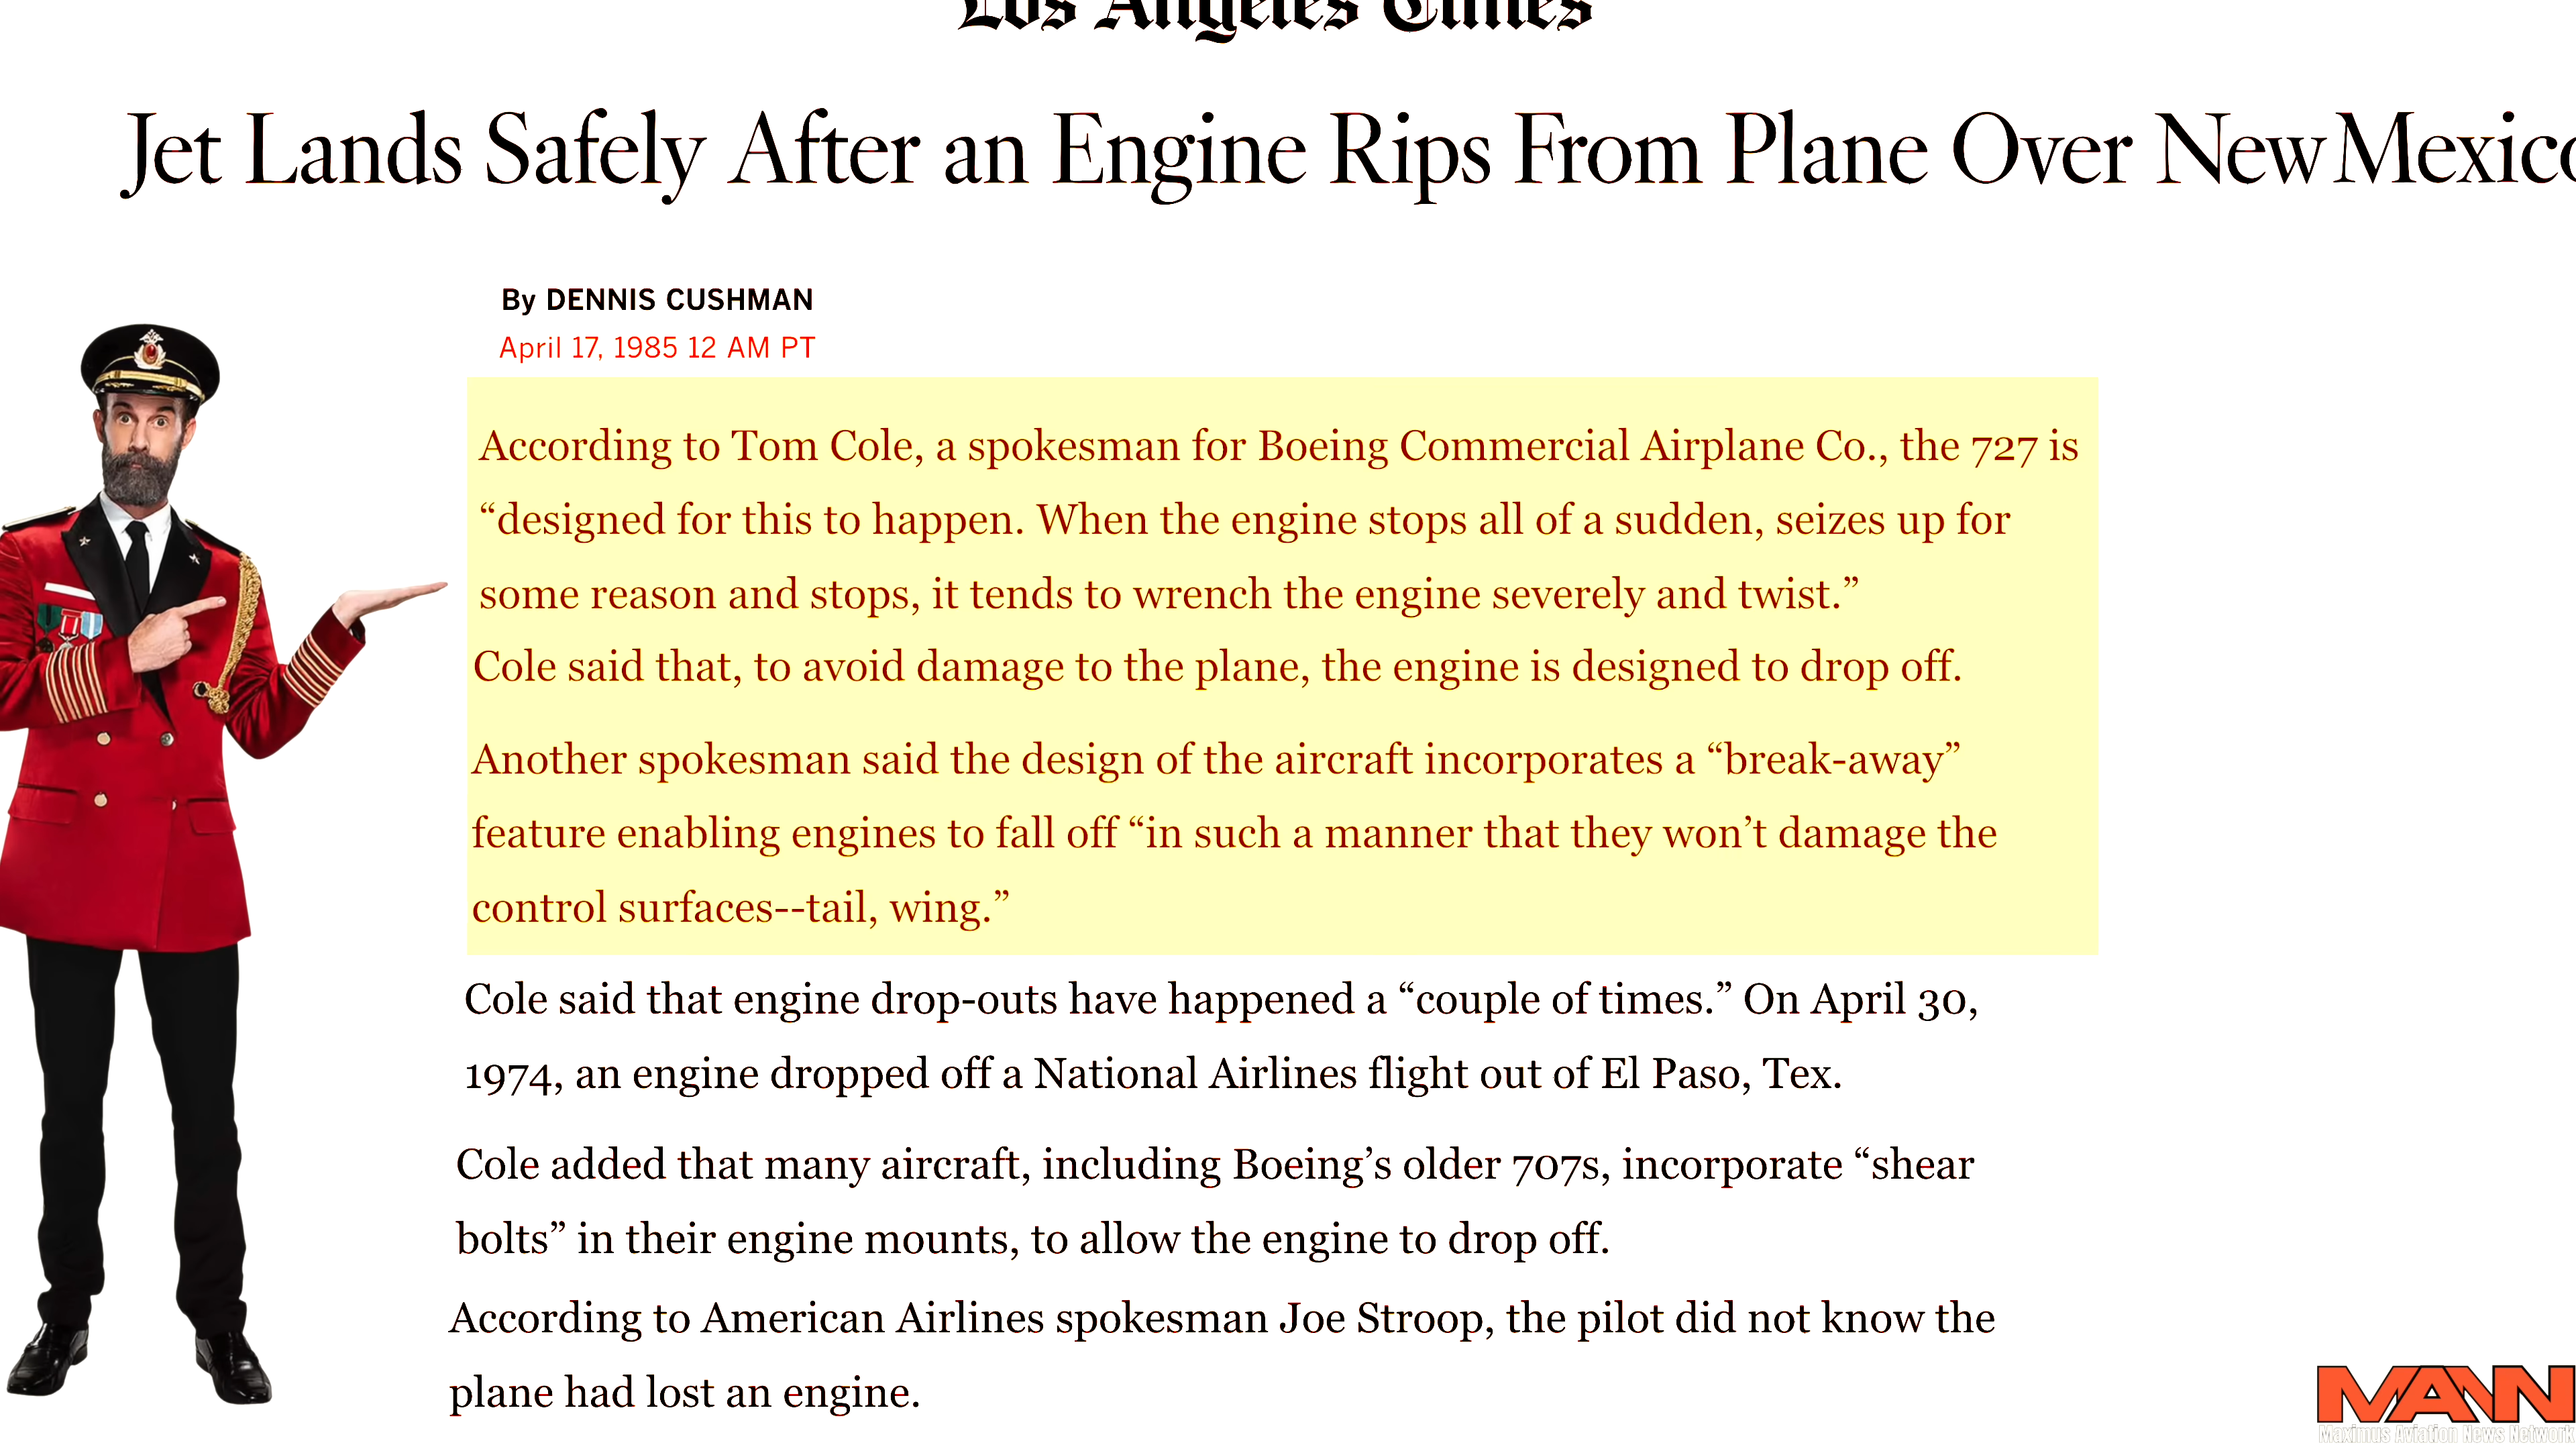 Los Angeles Times
Jet Lands Safely After an Engine Rips From Plane Over New Mexico
By DENNIS CUSHMAN
April 17, 1985 12 AM PT
According to Tom Cole, a spokesman for Boeing Commercial Airplane Co., the 727 is
“designed for this to happen. When the engine stops all of a sudden, seizes up for
some reason and stops, it tends to wrench the engine severely and twist.”
Cole said that, to avoid damage to the plane, the engine is designed to drop off.
Another spokesman said the design of the aircraft incorporates a “break-away”
feature enabling engines to fall off “in such a manner that they won’t damage the
control surfaces--tail, wing.”
Cole said that engine drop-outs have happened a “couple of times.” On April 30,
1974, an engine dropped off a National Airlines flight out of El Paso, Tex.
Cole added that many aircraft, including Boeing’s older 707s, incorporate “shear
bolts” in their engine mounts, to allow the engine to drop off.
According to American Airlines spokesman Joe Stroop, the pilot did not know the
plane had lost an engine.
MANN
Maximus Aviation News Network